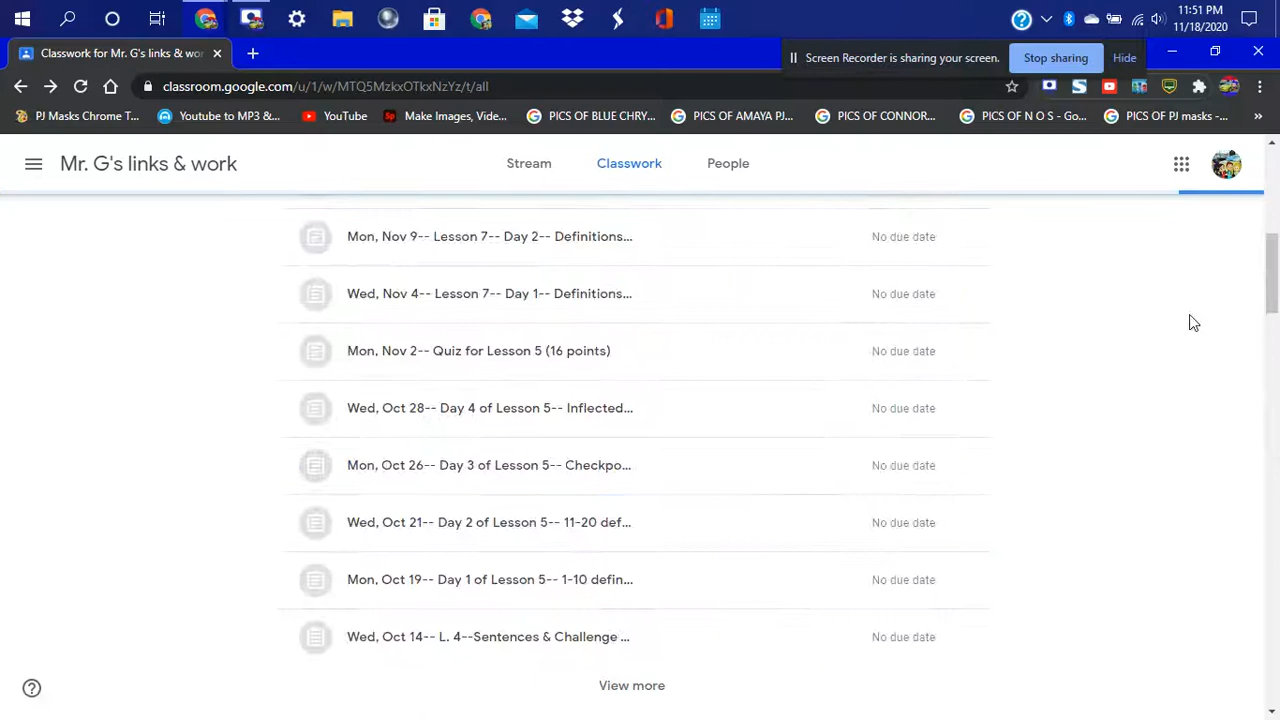 11:51 PM
11/18/2020
Classwork for Mr. G's links & wo
Screen Recorder is sharing your screen.
Stop sharing
Hide
classroom.google.com/u/1/w/MTQ5MzkxOTkxNzYz/t/all
PJ Masks Chrome T...
Youtube to MP3 &...
YouTube
Make Images, Video...
PICS OF BLUE CHRY...
PICS OF AMAYA PJ...
PICS OF CONNOR...
PICS OF N O S - Go...
PICS OF PJ masks -...
Mr. G's links & work
Stream
Classwork
People
Mon, Nov 9-- Lesson 7-- Day 2-- Definitions... No due date
Wed, Nov 4-- Lesson 7-- Day 1-- Definitions... No due date
Mon, Nov 2-- Quiz for Lesson 5 (16 points) No due date
Wed, Oct 28-- Day 4 of Lesson 5-- Inflected... No due date
Mon, Oct 26-- Day 3 of Lesson 5-- Checkpo... No due date
Wed, Oct 21-- Day 2 of Lesson 5-- 11-20 def... No due date
Mon, Oct 19-- Day 1 of Lesson 5-- 1-10 defin... No due date
Wed, Oct 14-- L. 4--Sentences & Challenge ... No due date
View more